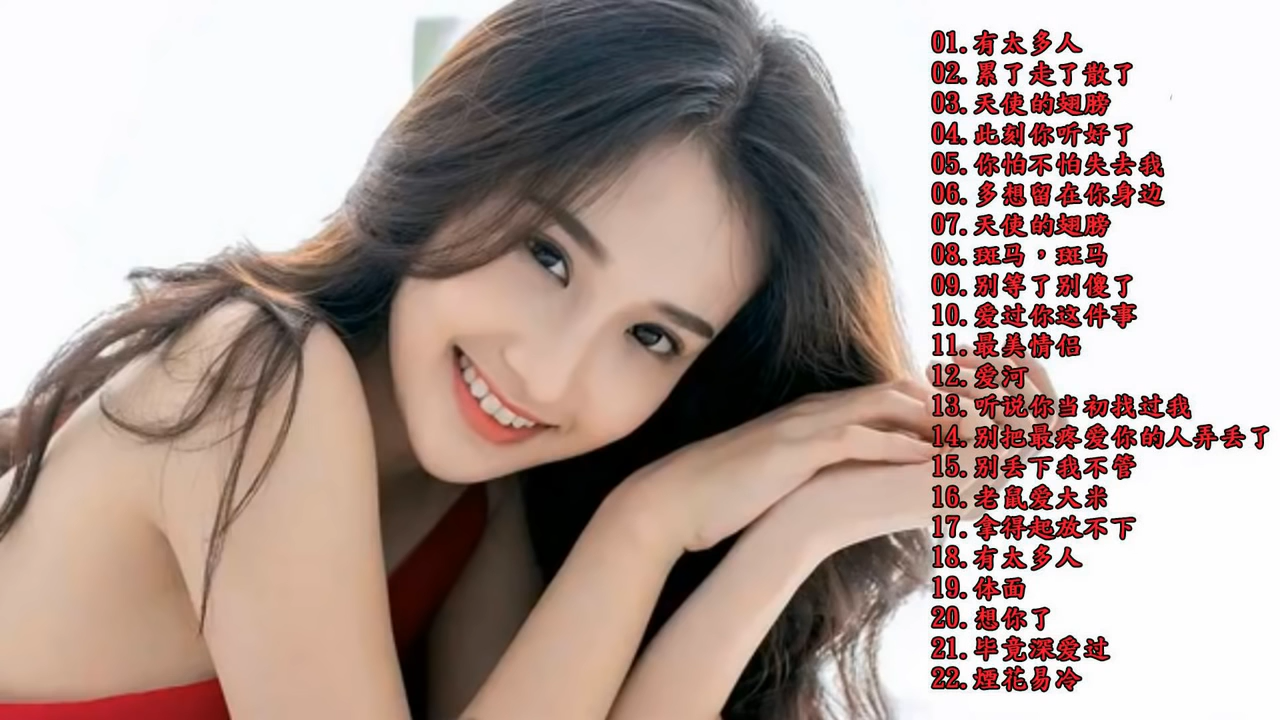 01.有太多人
02.累了走了散了
03.天使的翅膀
04.此刻你听好了
05.你怕不怕失去我
06.多想留在你身边
07.天使的翅膀
08.斑马，斑马
09.别等了别傻了
10.爱过你这件事
11.最美情侣
12.爱河
13.听说你当初找过我
14.别把最疼爱你的人弄丢了
15.别丢下我不管
16.老鼠爱大米
17.拿得起放不下
18.有太多人
19.体面
20.想你了
21.毕竟深爱过
22.煙花易冷